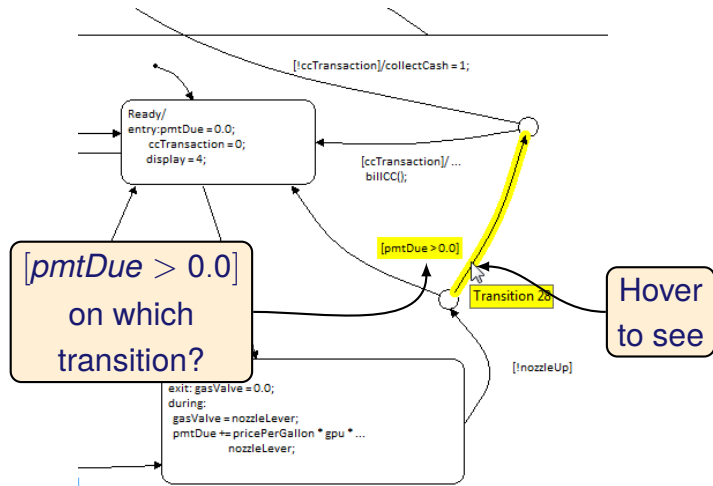 [!ccTransaction]/collectCash = 1;
Ready/
entry:pmtDue = 0.0;
ccTransaction = 0;
display = 4;
[ccTransaction]/ ...
billCC();
[pmtDue > 0.0]
on which
transition?
[pmtDue > 0.0]
Transition 28
Hover
to see
[!nozzleUp]
exit: gasValve = 0.0;
during:
gasValve = nozzleLever;
pmtDue += pricePerGallon * gpu * ...
nozzleLever;